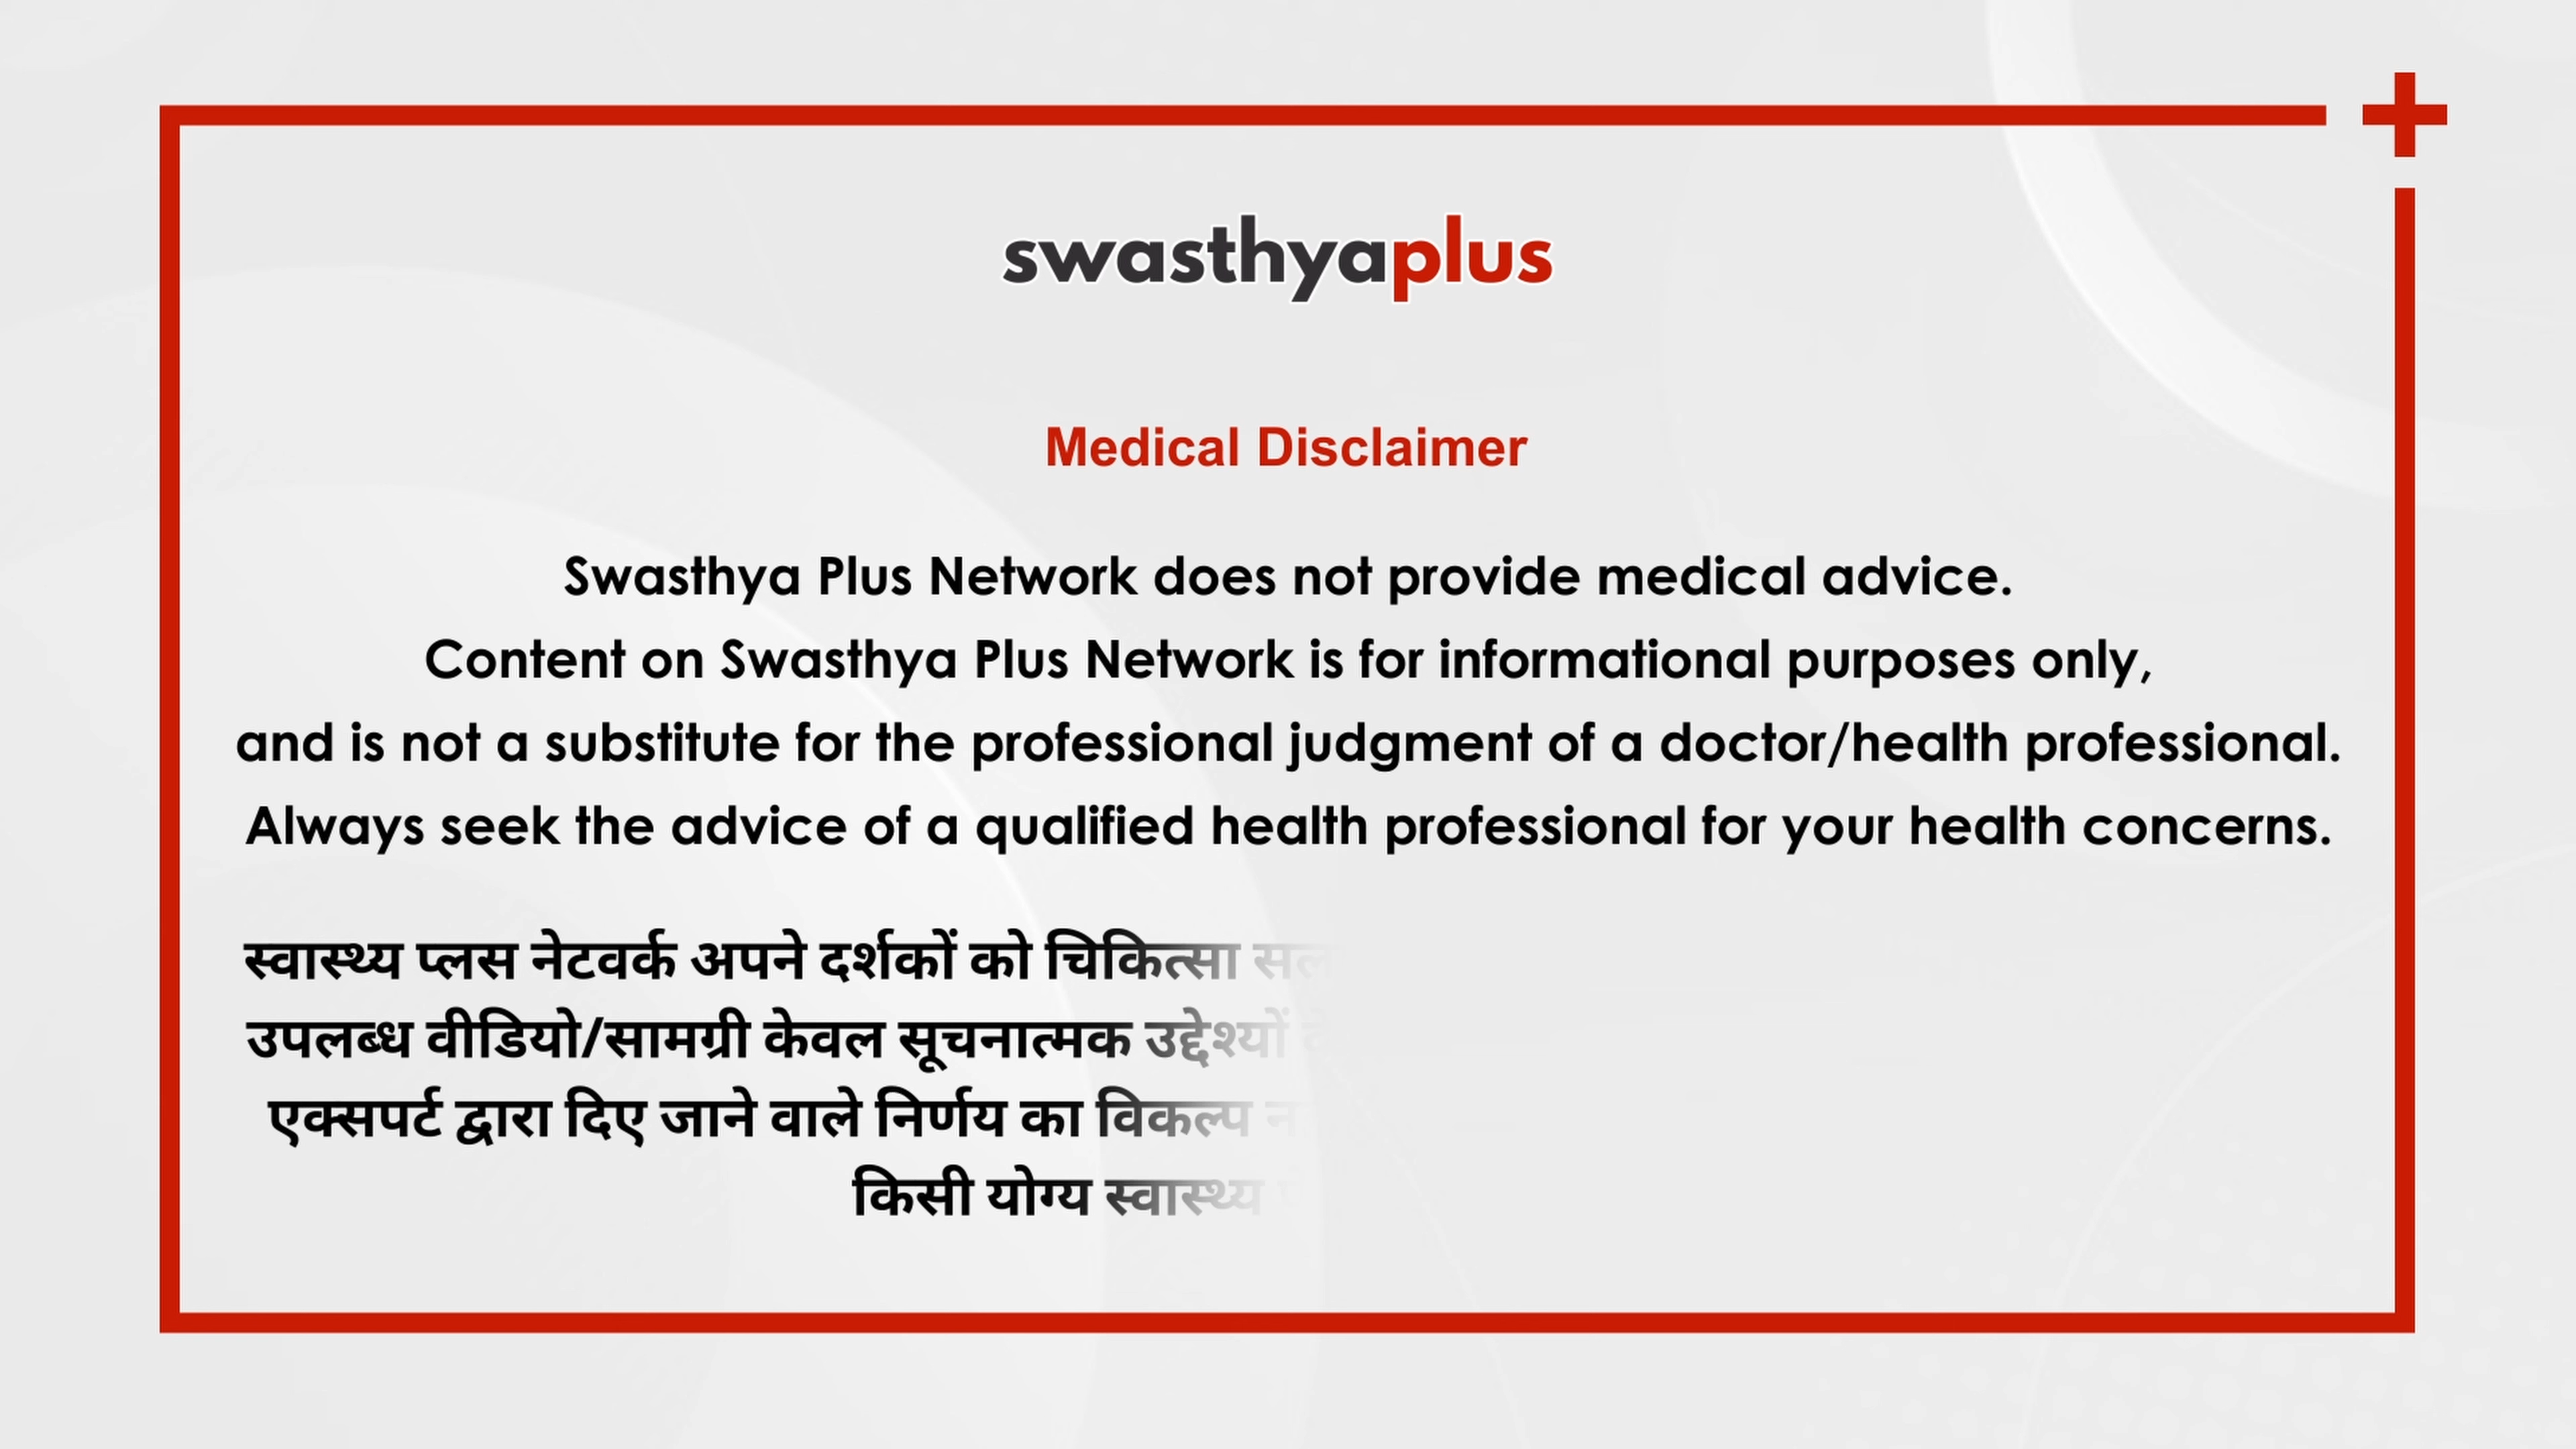 swasthyaplus
Medical Disclaimer
Swasthya Plus Network does not provide medical advice.
Content on Swasthya Plus Network is for informational purposes only,
and is not a substitute for the professional judgment of a doctor/health professional.
Always seek the advice of a qualified health professional for your health concerns.
स्वास्थ्य प्लस नेटवर्क अपने दर्शकों को चिकित्सा
उपलब्ध वीडियो/सामग्री केवल सूचनात्मक उद्देश्यों
एक्सपर्ट द्वारा दिए जाने वाले निर्णय का विकल्प
किसी योग्य स्वास्थ्य